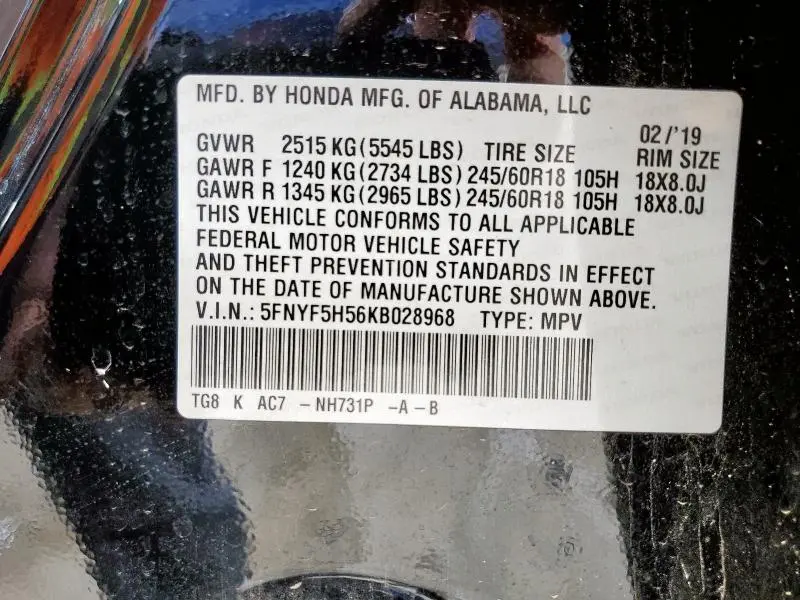 MFD. BY HONDA MFG. OF ALABAMA, LLC
02/'19
GVWR 2515 KG (5545 LBS) TIRE SIZE RIM SIZE
GAWR F 1240 KG (2734 LBS) 245/60R18 105H 18X8.0J
GAWR R 1345 KG (2965 LBS) 245/60R18 105H 18X8.0J
THIS VEHICLE CONFORMS TO ALL APPLICABLE
FEDERAL MOTOR VEHICLE SAFETY
AND THEFT PREVENTION STANDARDS IN EFFECT
ON THE DATE OF MANUFACTURE SHOWN ABOVE.
V.I.N.: 5FNYF5H56KB028968 TYPE: MPV
TG8 K AC7 - NH731P - A - B